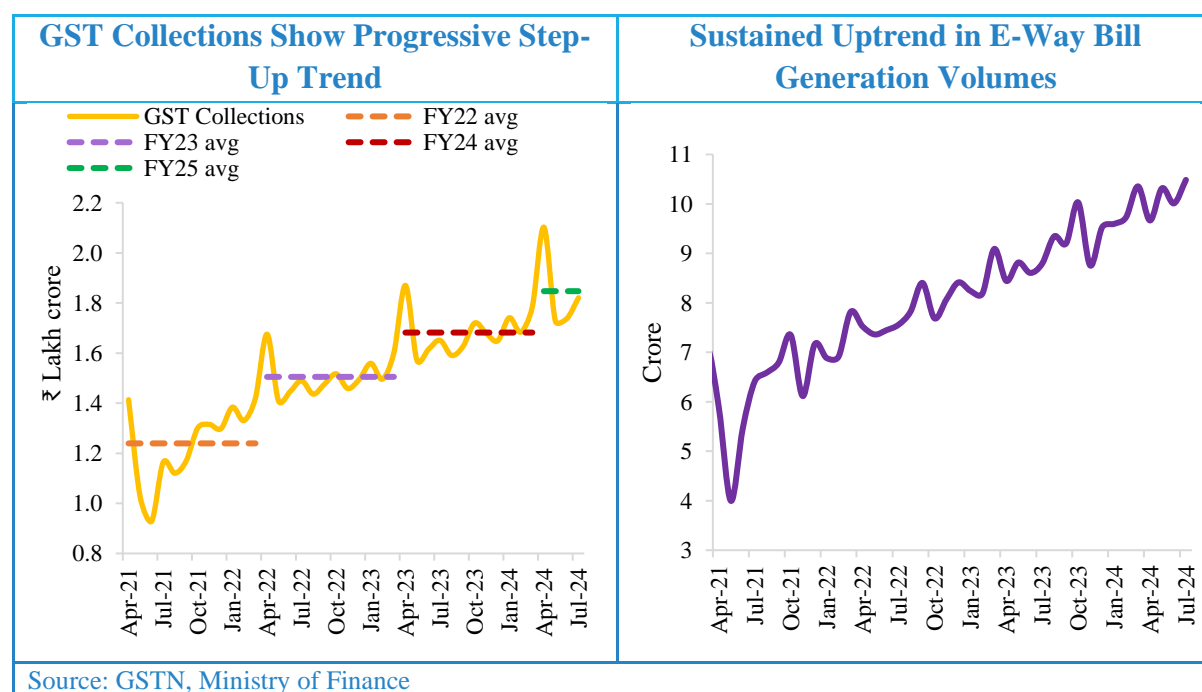 GST Collections Show Progressive Step-
Up Trend
GST Collections
FY22 avg
FY23 avg
FY24 avg
FY25 avg
₹ Lakh crore
2.2
2.0
1.8
1.6
1.4
1.2
1.0
0.8
Apr-21
Jul-21
Oct-21
Jan-22
Apr-22
Jul-22
Oct-22
Jan-23
Apr-23
Jul-23
Oct-23
Jan-24
Apr-24
Jul-24
Sustained Uptrend in E-Way Bill
Generation Volumes
Crore
11
10
9
8
7
6
5
4
3
Apr-21
Jul-21
Oct-21
Jan-22
Apr-22
Jul-22
Oct-22
Jan-23
Apr-23
Jul-23
Oct-23
Jan-24
Apr-24
Jul-24
Source: GSTN, Ministry of Finance